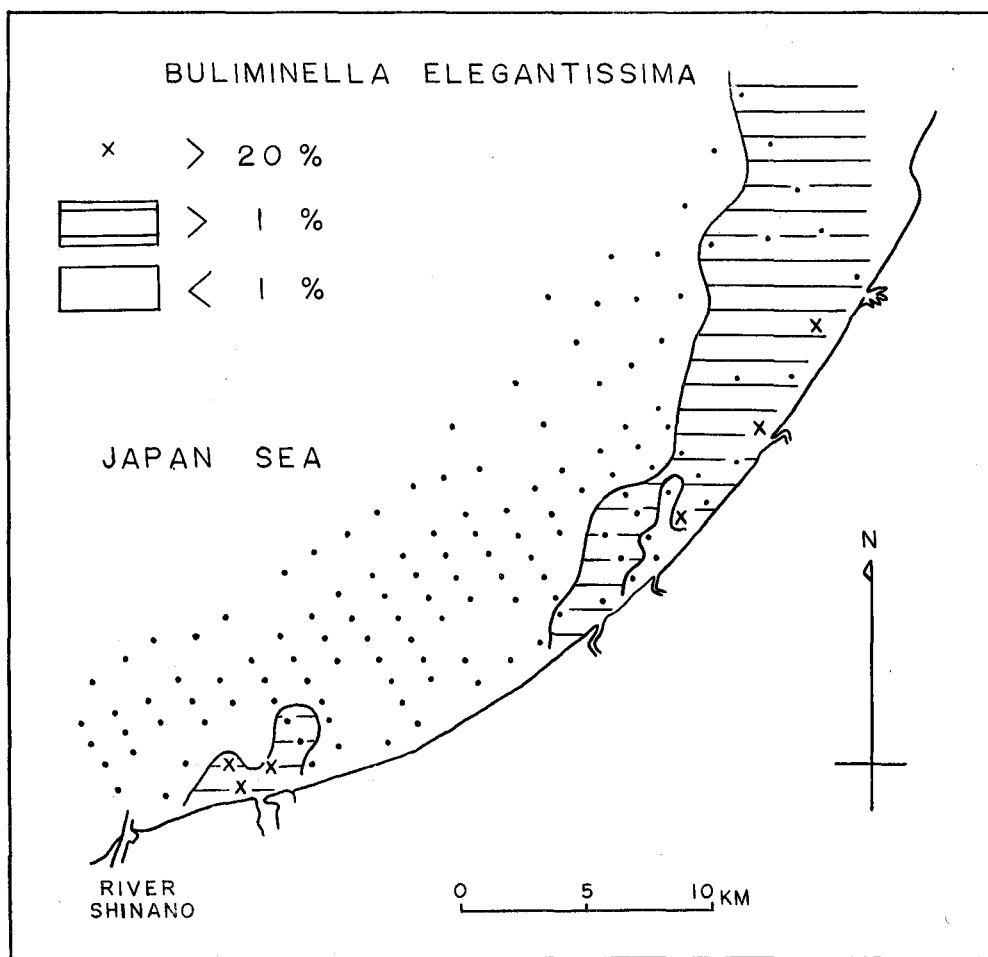 BULIMINELLA ELEGANTISSIMA
x > 20 %
> 1 %
< 1 %
JAPAN SEA
N
RIVER
SHINANO
0 5 10 KM